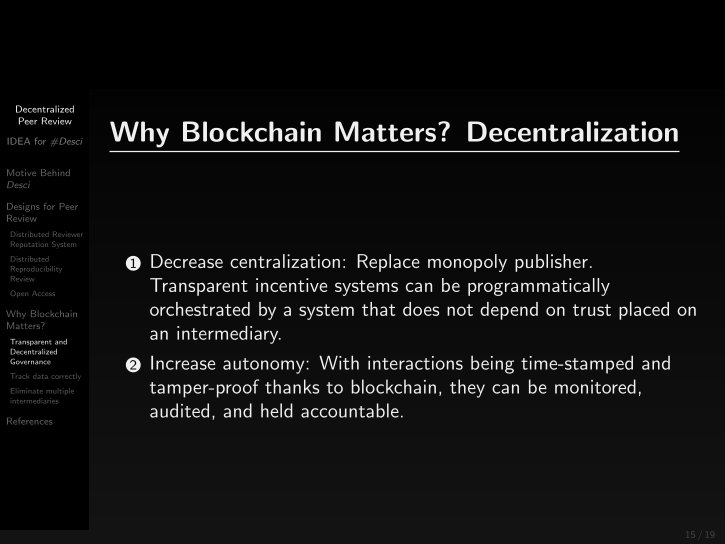 Decentralized
Peer Review
IDEA for #Desci
Motive Behind
Desci
Designs for Peer
Review
Distributed Reviewer
Reputation System
Distributed
Reproducibility
Review
Open Access
Why Blockchain
Matters?
Transparent and
Decentralized
Governance
Track data correctly
Eliminate multiple
intermediaries
References
Why Blockchain Matters? Decentralization
1 Decrease centralization: Replace monopoly publisher.
Transparent incentive systems can be programmatically
orchestrated by a system that does not depend on trust placed on
an intermediary.
2 Increase autonomy: With interactions being time-stamped and
tamper-proof thanks to blockchain, they can be monitored,
audited, and held accountable.
15 / 19